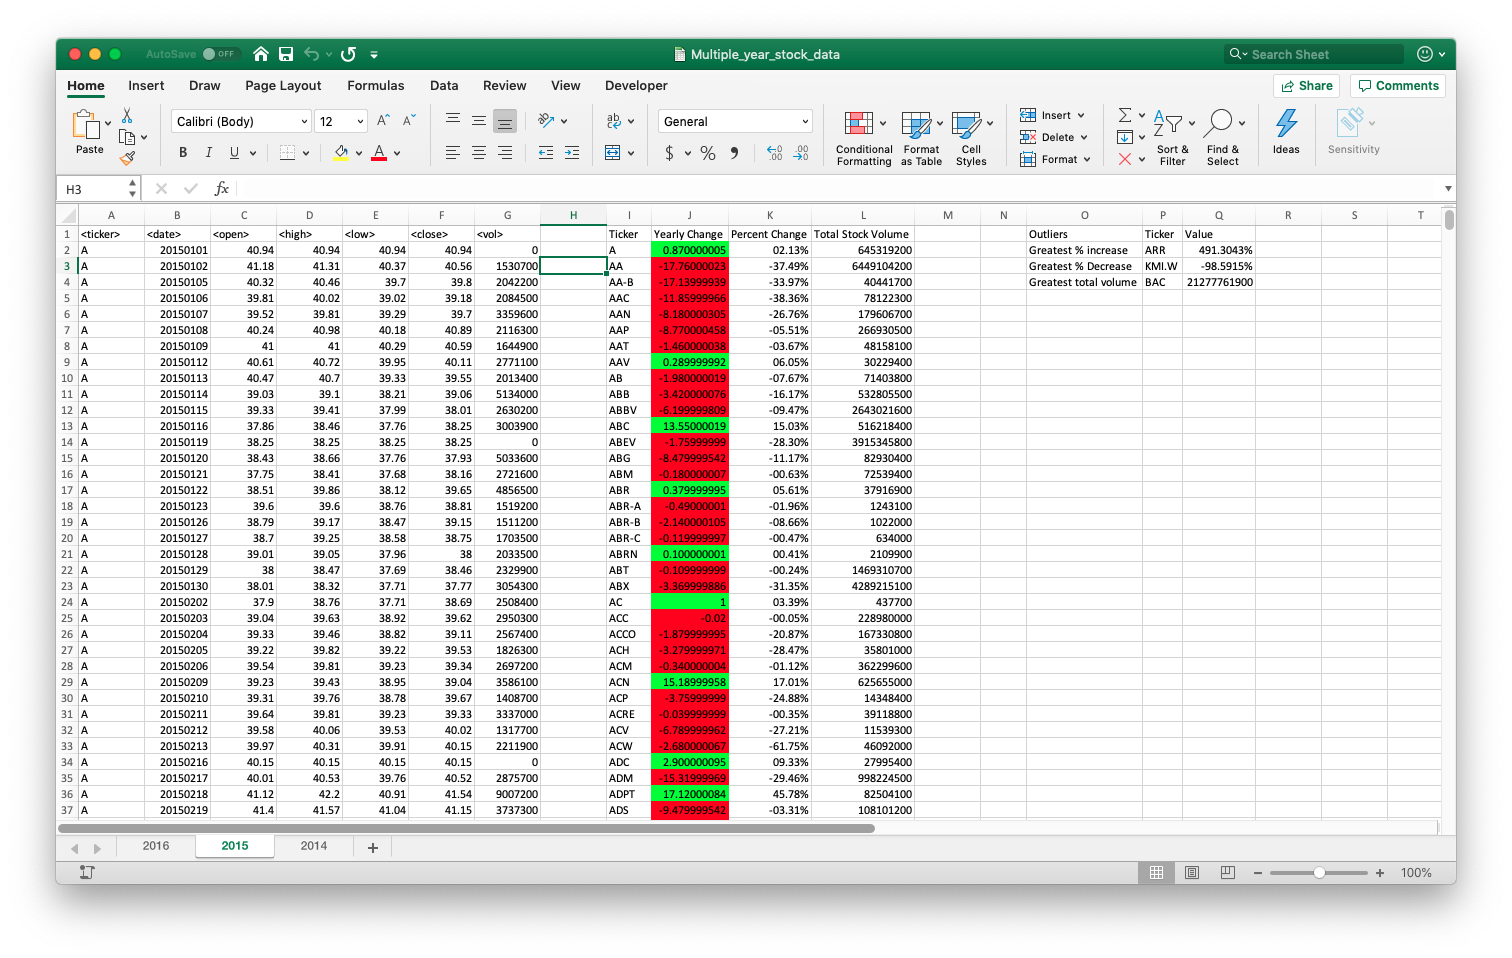 AutoSave OFF Multiple_year_stock_data Search Sheet
Home Insert Draw Page Layout Formulas Data Review View Developer Share Comments
Paste Calibri (Body) 12 General Conditional Formatting Format as Table Cell Styles Insert Delete Format Sort & Filter Find & Select Ideas Sensitivity
H3 fx
A B C D E F G H I J K L M N O P Q R S T
1 <ticker> <date> <open> <high> <low> <close> <vol> Ticker Yearly Change Percent Change Total Stock Volume Outliers Ticker Value
2 A 20150101 40.94 40.94 40.94 40.94 0 A 0.870000005 02.13% 645319200 Greatest % increase ARR 491.3043%
3 A 20150102 41.18 41.31 40.37 40.56 1530700 AA -17.76000023 -37.49% 6449104200 Greatest % Decrease KMI.W -98.5915%
4 A 20150105 40.32 40.46 39.7 39.8 2042200 AA-B -17.13999939 -33.97% 40441700 Greatest total volume BAC 21277761900
5 A 20150106 39.81 40.02 39.02 39.18 2084500 AAC -11.85999966 -38.36% 78122300
6 A 20150107 39.52 39.81 39.29 39.7 3359600 AAN -8.180000305 -26.76% 179606700
7 A 20150108 40.24 40.98 40.18 40.89 2116300 AAP -8.770000458 -05.51% 266930500
8 A 20150109 41 41 40.29 40.59 1644900 AAT -1.460000038 -03.67% 48158100
9 A 20150112 40.61 40.72 39.95 40.11 2771100 AAV 0.289999992 06.05% 30229400
10 A 20150113 40.47 40.7 39.33 39.55 2013400 AB -1.980000019 -07.67% 71403800
11 A 20150114 39.03 39.1 38.21 39.06 5134000 ABB -3.420000076 -16.17% 532805500
12 A 20150115 39.33 39.41 37.99 38.01 2630200 ABBV -6.199999809 -09.47% 2643021600
13 A 20150116 37.86 38.46 37.76 38.25 3003900 ABC 13.55000019 15.03% 516218400
14 A 20150119 38.25 38.25 38.25 38.25 0 ABEV -1.75999999 -28.30% 3915345800
15 A 20150120 38.43 38.66 37.76 37.93 5033600 ABG -8.479999542 -11.17% 82930400
16 A 20150121 37.75 38.41 37.68 38.16 2721600 ABM -0.180000007 -00.63% 72539400
17 A 20150122 38.51 39.86 38.12 39.65 4856500 ABR 0.379999995 05.61% 37916900
18 A 20150123 39.6 39.6 38.76 38.81 1519200 ABR-A -0.49000001 -01.96% 1243100
19 A 20150126 38.79 39.17 38.47 39.15 1511200 ABR-B -2.140000105 -08.66% 1022000
20 A 20150127 38.7 39.25 38.58 38.75 1703500 ABR-C -0.119999997 -00.47% 634000
21 A 20150128 39.01 39.05 37.96 38 2033500 ABRN 0.100000001 00.41% 2109900
22 A 20150129 38 38.47 37.69 38.46 2329900 ABT -0.109999999 -00.24% 1469310700
23 A 20150130 38.01 38.32 37.71 37.77 3054300 ABX -3.369999886 -31.35% 4289215100
24 A 20150202 37.9 38.76 37.71 38.69 2508400 AC 1 03.39% 437700
25 A 20150203 39.04 39.63 38.92 39.62 2950300 ACC -0.02 -00.05% 228980000
26 A 20150204 39.33 39.46 38.82 39.11 2567400 ACCO -1.879999995 -20.87% 167330800
27 A 20150205 39.22 39.82 39.22 39.53 1826300 ACH -3.279999971 -28.47% 35801000
28 A 20150206 39.54 39.81 39.23 39.34 2697200 ACM -0.340000004 -01.12% 362299600
29 A 20150209 39.23 39.43 38.95 39.04 3586100 ACN 15.18999958 17.01% 625655000
30 A 20150210 39.31 39.76 38.78 39.67 1408700 ACP -3.75999999 -24.88% 14348400
31 A 20150211 39.64 39.81 39.23 39.33 3337000 ACRE -0.039999999 -00.35% 39118800
32 A 20150212 39.58 40.06 39.53 40.02 1317700 ACV -6.789999962 -27.21% 11539300
33 A 20150213 39.97 40.31 39.91 40.15 2211900 ACW -2.680000067 -61.75% 46092000
34 A 20150216 40.15 40.15 40.15 40.15 0 ADC 2.900000095 09.33% 27995400
35 A 20150217 40.01 40.53 39.76 40.52 2875700 ADM -15.31999969 -29.46% 998224500
36 A 20150218 41.12 42.2 40.91 41.54 9007200 ADPT 17.12000084 45.78% 82504100
37 A 20150219 41.4 41.57 41.04 41.15 3737300 ADS -9.479999542 -03.31% 108101200
2016 2015 2014
100%